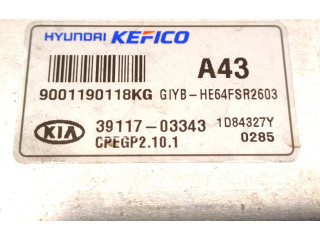 HYUNDAI KEFICO
A43
9001190118KG GIYB-HE64FSR2603
KIA 39117-03343 1D84327Y
CPEGP2.10.1 0285